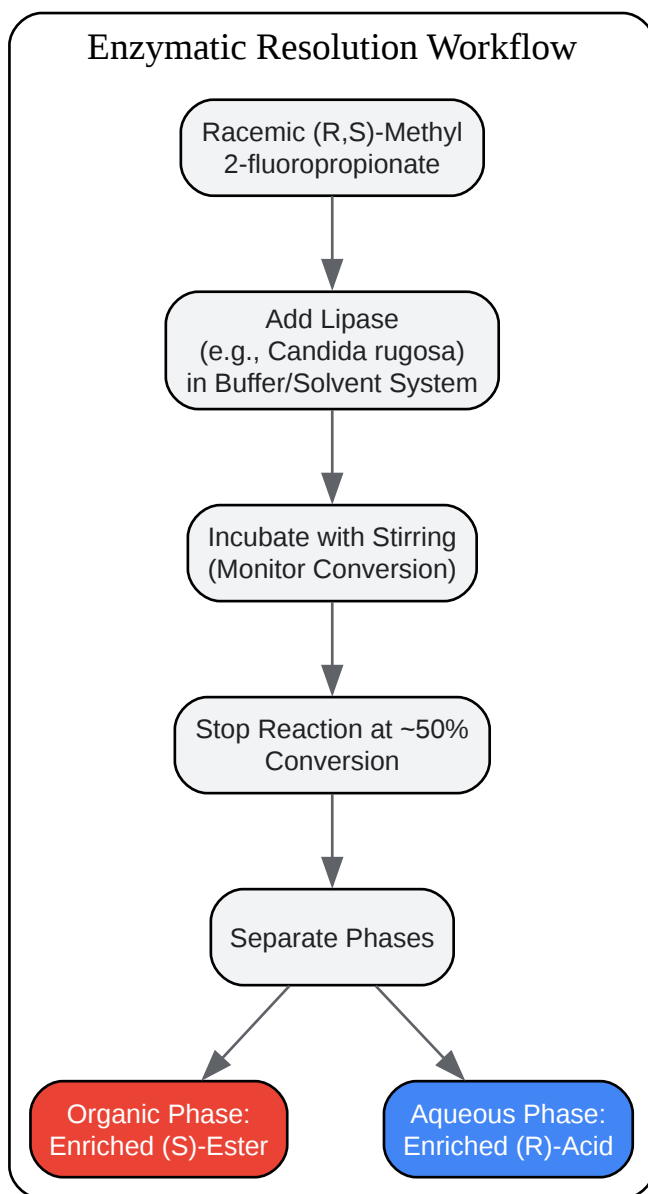 Enzymatic Resolution Workflow
Racemic (R,S)-Methyl
2-fluoropropionate
Add Lipase
(e.g., Candida rugosa)
in Buffer/Solvent System
Incubate with Stirring
(Monitor Conversion)
Stop Reaction at ~50%
Conversion
Separate Phases
Organic Phase:
Enriched (S)-Ester
Aqueous Phase:
Enriched (R)-Acid